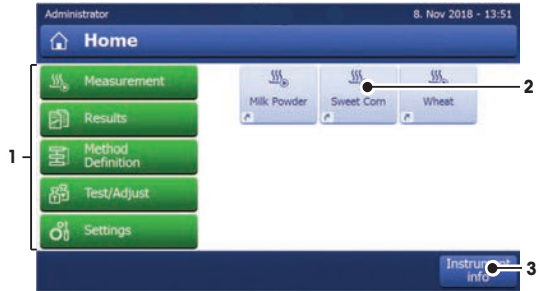 Administrator
8. Nov 2018 - 13:51
Home
Measurement
Results
Method
Definition
Test/Adjust
Settings
Milk Powder
Sweet Corn
Wheat
Instrument
info
1
2
3